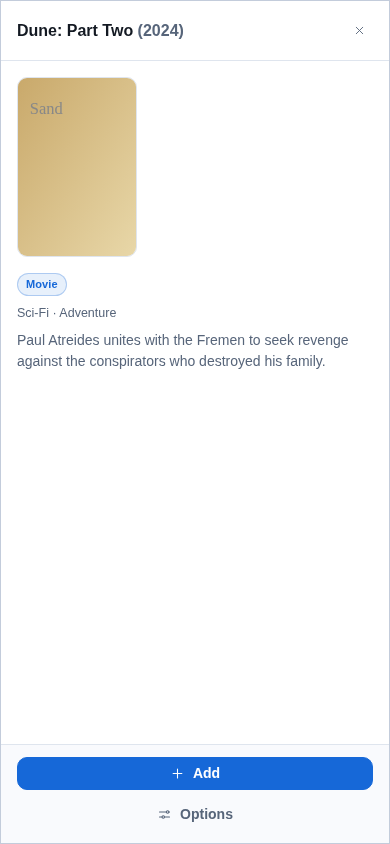 Dune: Part Two (2024)
Sand
Movie
Sci-Fi · Adventure
Paul Atreides unites with the Fremen to seek revenge
against the conspirators who destroyed his family.
Add
Options